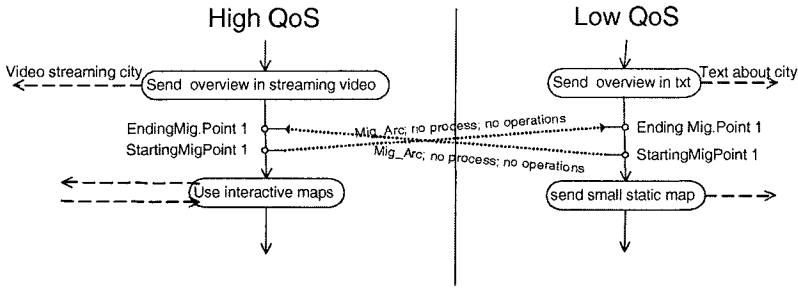 High QoS
Low QoS
Video streaming city
Send overview in streaming video
Send overview in txt
Text about city
EndingMig.Point 1
Mig_Arc; no process; no operations
Ending Mig.Point 1
StartingMigPoint 1
Mig_Arc; no process; no operations
StartingMigPoint 1
Use interactive maps
send small static map